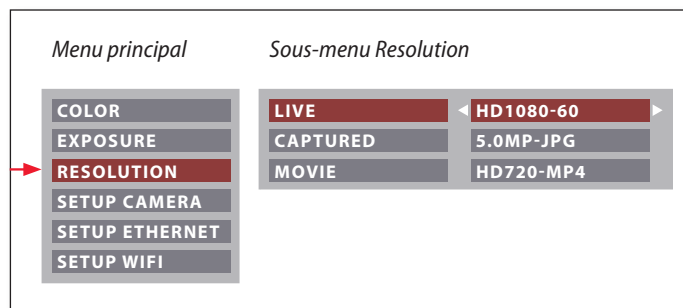 Menu principal
Sous-menu Resolution
COLOR
EXPOSURE
RESOLUTION
SETUP CAMERA
SETUP ETHERNET
SETUP WIFI
LIVE HD1080-60
CAPTURED 5.0MP-JPG
MOVIE HD720-MP4